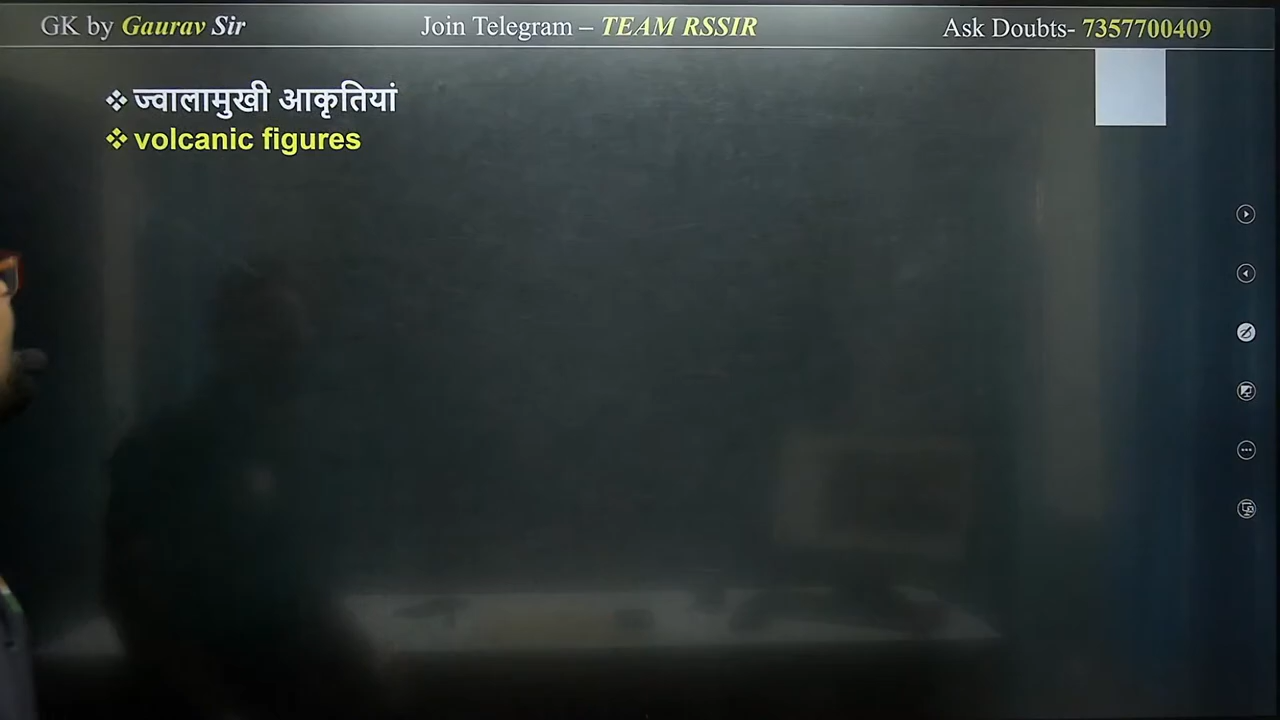 GK by Gaurav Sir Join Telegram – TEAM RSSIR Ask Doubts- 7357700409
❖ ज्वालामुखी आकृतियां
❖ volcanic figures